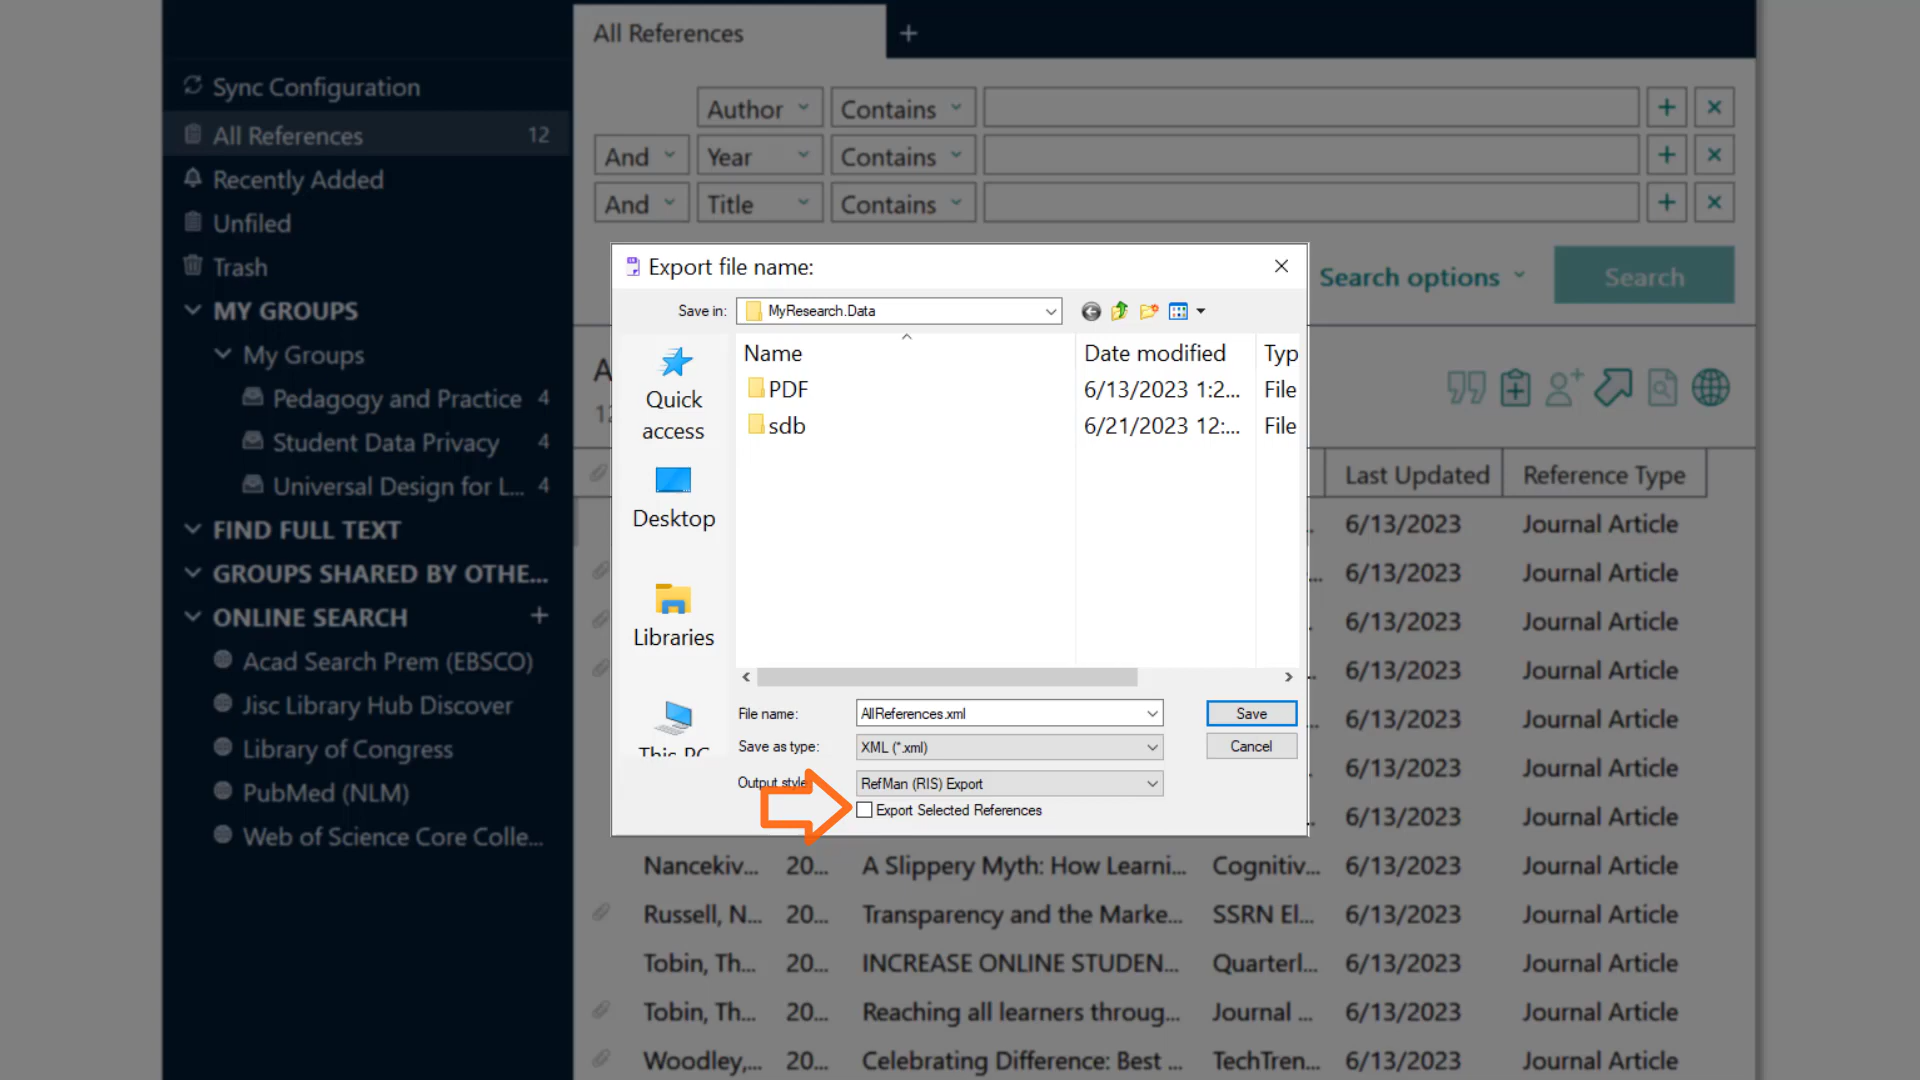 All References
+
Sync Configuration
All References 12
Recently Added
Unfiled
Trash
MY GROUPS
My Groups
Pedagogy and Practice 4
Student Data Privacy 4
Universal Design for L... 4
FIND FULL TEXT
GROUPS SHARED BY OTHE...
ONLINE SEARCH +
Acad Search Prem (EBSCO)
Jisc Library Hub Discover
Library of Congress
PubMed (NLM)
Web of Science Core Colle...
Author Contains
And Year Contains
And Title Contains
Search options Search
Export file name:
Save in: MyResearch.Data
Name Date modified Typ
PDF 6/13/2023 1:2... File
sdb 6/21/2023 12:... File
Quick
access
Desktop
Libraries
This PC
File name: AllReferences.xml Save
Save as type: XML (*.xml) Cancel
Output style RefMan (RIS) Export
Export Selected References
Last Updated Reference Type
6/13/2023 Journal Article
6/13/2023 Journal Article
6/13/2023 Journal Article
6/13/2023 Journal Article
6/13/2023 Journal Article
6/13/2023 Journal Article
6/13/2023 Journal Article
Nancekiv... 20... A Slippery Myth: How Learni... Cognitiv... 6/13/2023 Journal Article
Russell, N... 20... Transparency and the Marke... SSRN El... 6/13/2023 Journal Article
Tobin, Th... 20... INCREASE ONLINE STUDEN... Quarterl... 6/13/2023 Journal Article
Tobin, Th... 20... Reaching all learners throug... Journal ... 6/13/2023 Journal Article
Woodley,... 20... Celebrating Difference: Best ... TechTren... 6/13/2023 Journal Article